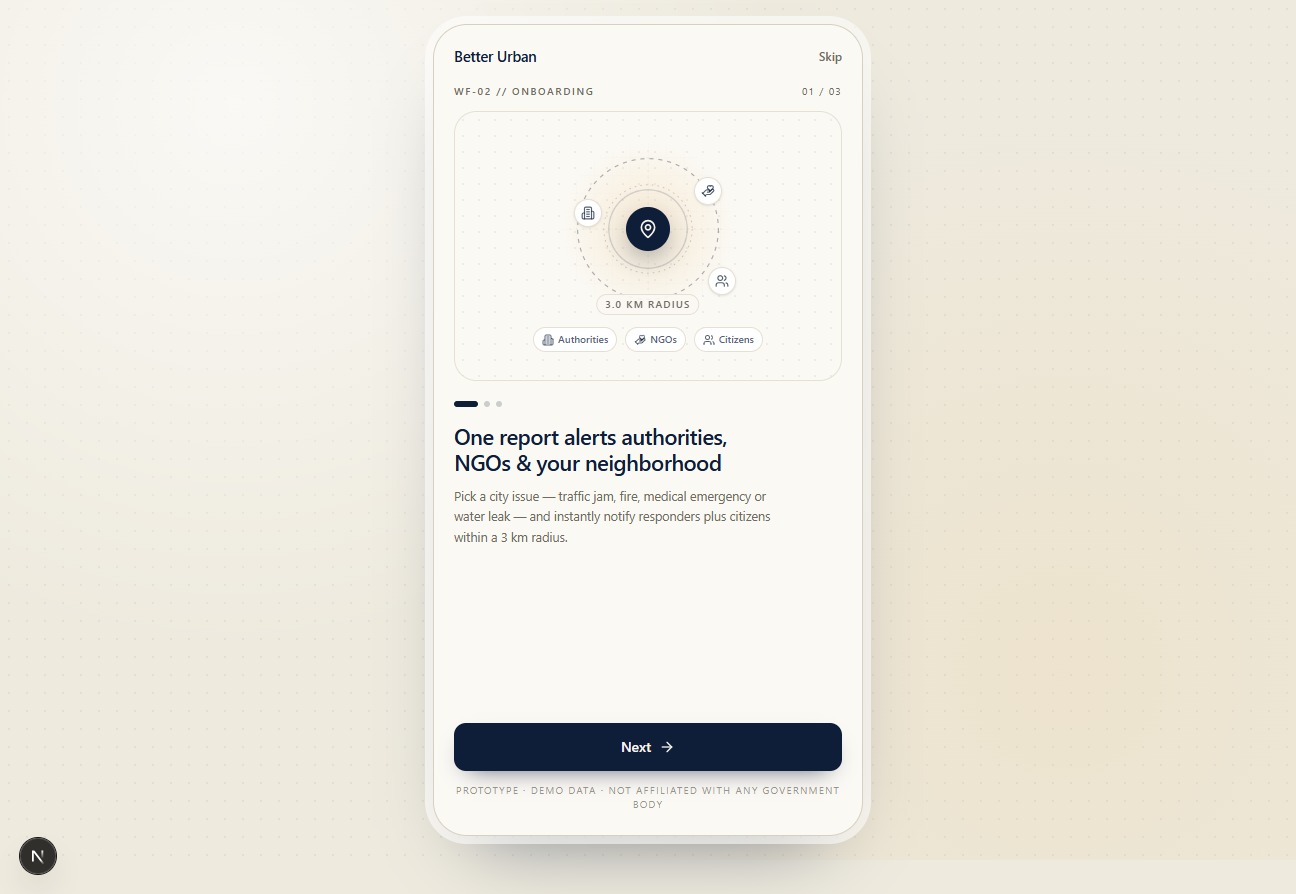 Better Urban
Skip
WF-02 // ONBOARDING
01 / 03
3.0 KM RADIUS
Authorities
NGOs
Citizens
One report alerts authorities,
NGOs & your neighborhood
Pick a city issue — traffic jam, fire, medical emergency or
water leak — and instantly notify responders plus citizens
within a 3 km radius.
Next
PROTOTYPE · DEMO DATA · NOT AFFILIATED WITH ANY GOVERNMENT
BODY
N